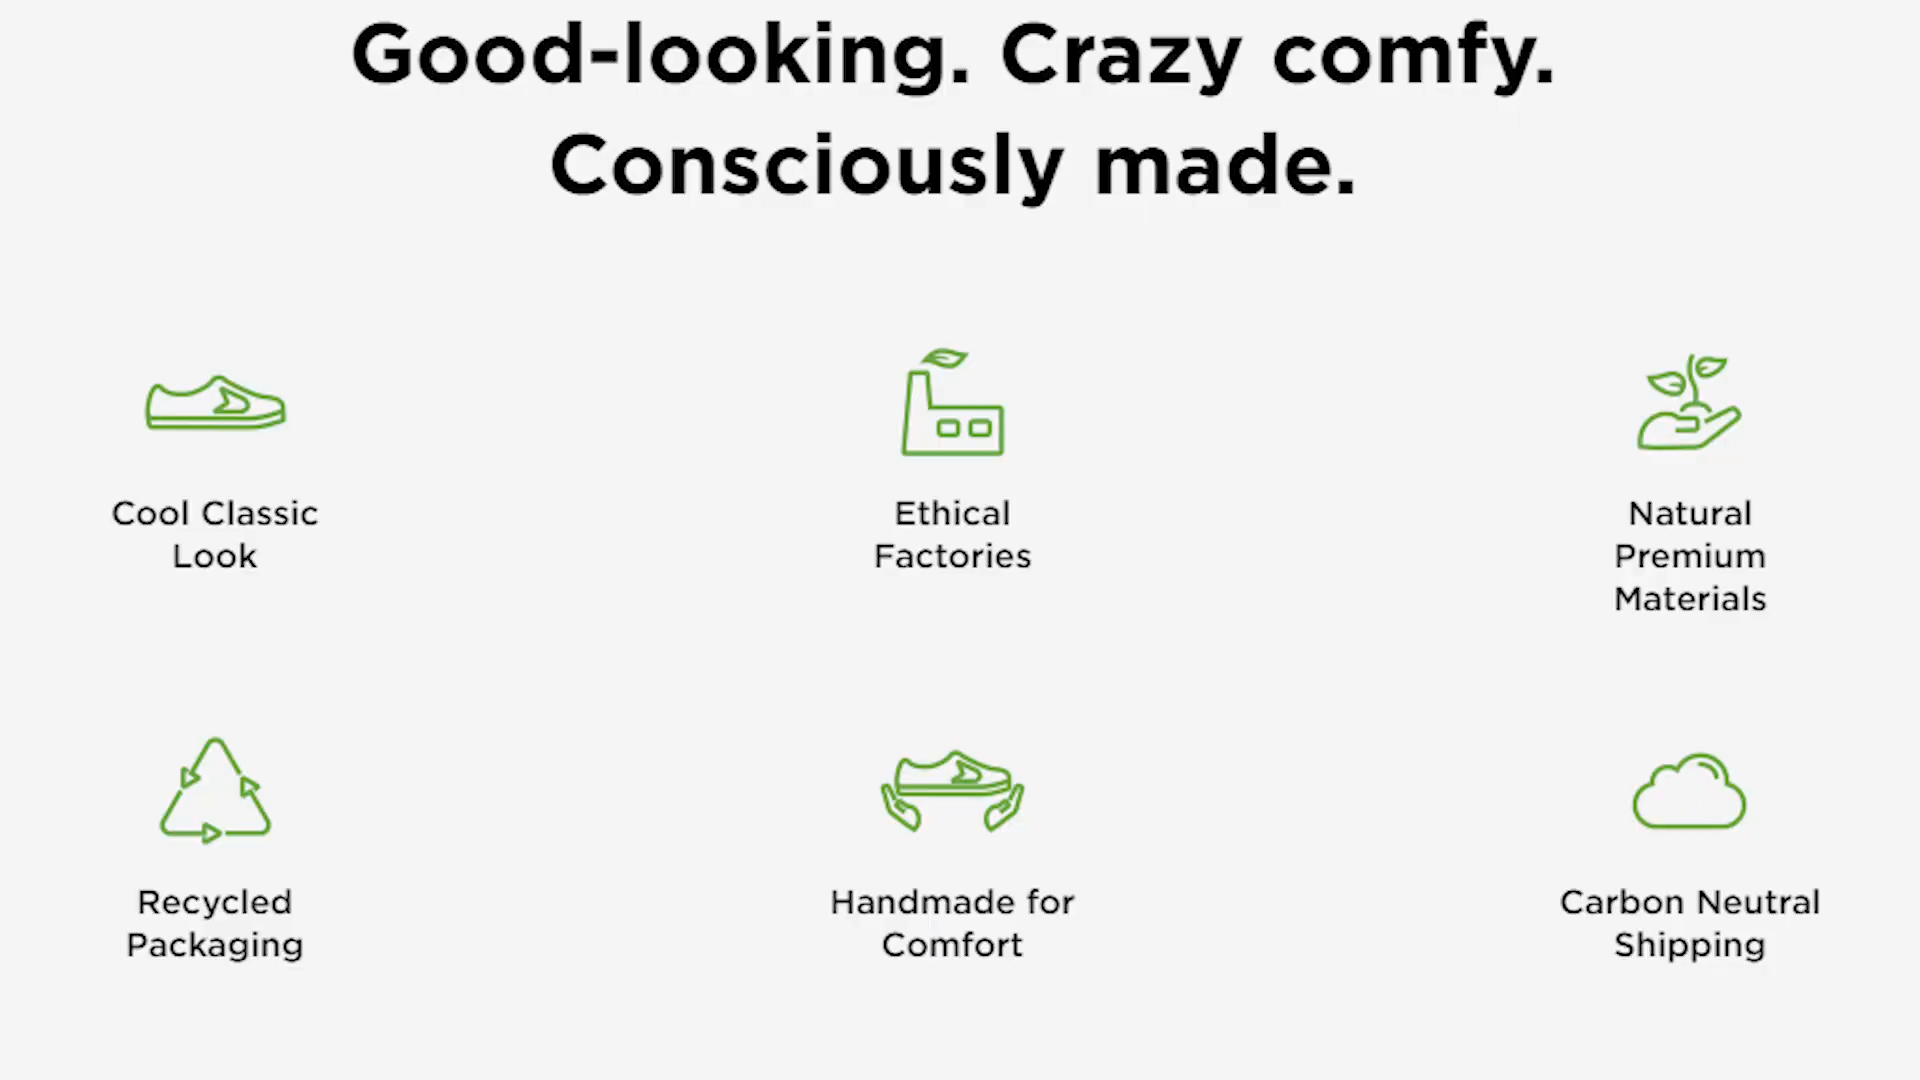 Good-looking. Crazy comfy.
Consciously made.
Cool Classic
Look
Ethical
Factories
Natural
Premium
Materials
Recycled
Packaging
Handmade for
Comfort
Carbon Neutral
Shipping